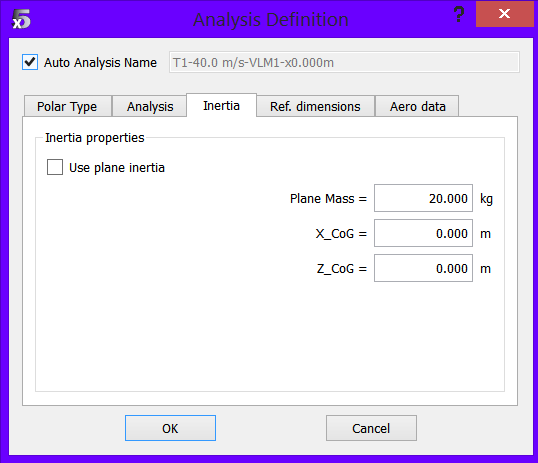 Analysis Definition
Auto Analysis Name T1-40.0 m/s-VLM1-x0.000m
Polar Type Analysis Inertia Ref. dimensions Aero data
Inertia properties
Use plane inertia
Plane Mass = 20.000 kg
X_CoG = 0.000 m
Z_CoG = 0.000 m
OK Cancel